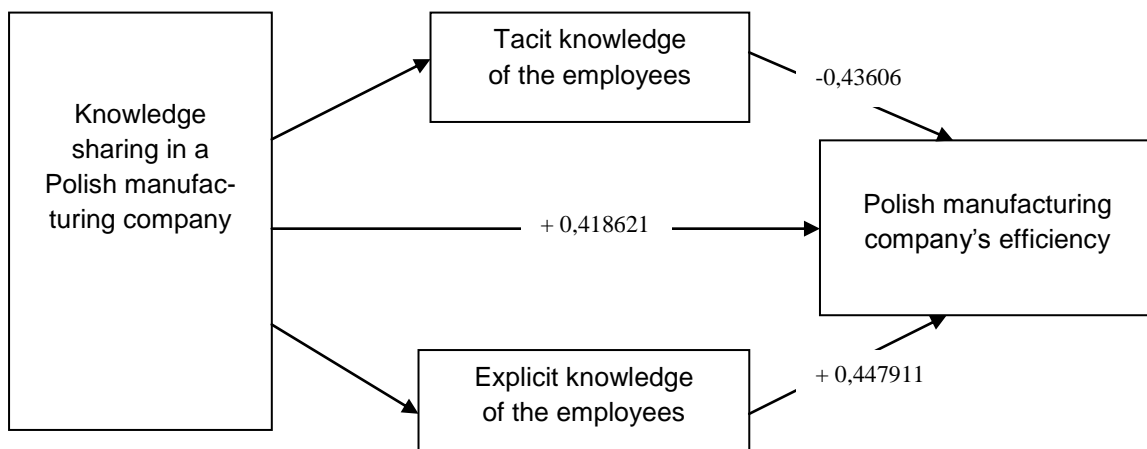 Knowledge
sharing in a
Polish manufac-
turing company
Tacit knowledge
of the employees
-0,43606
+ 0,418621
Polish manufacturing
company’s efficiency
Explicit knowledge
of the employees
+ 0,447911